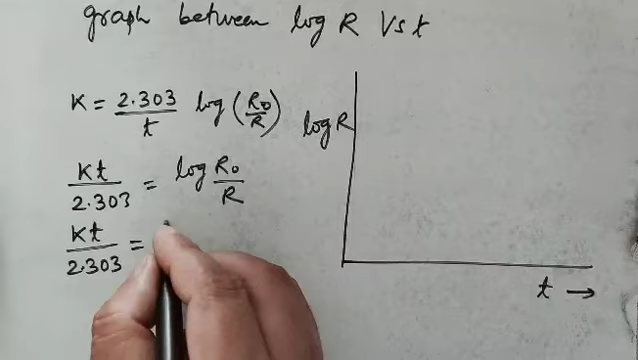 graph between log R Vs t
K = 2.303/t log(R₀/R)
log R
Kt/2.303 = log R₀/R
Kt/2.303 =
t →